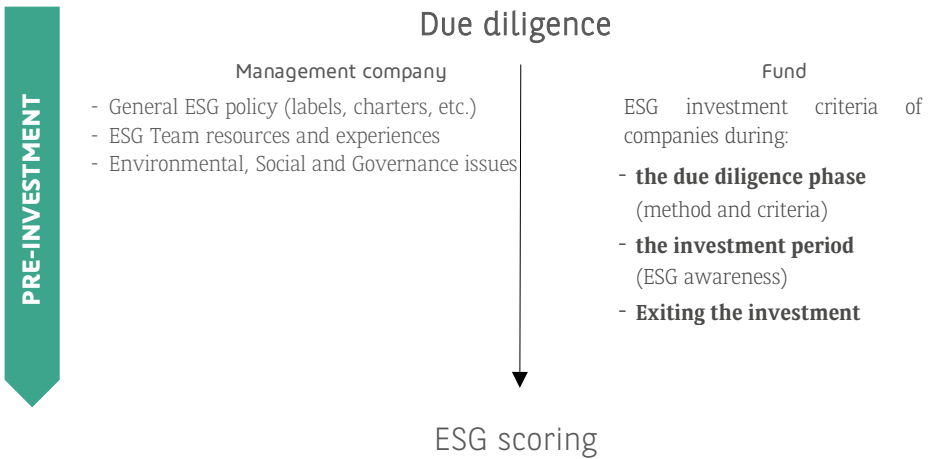 Due diligence
PRE-INVESTMENT
Management company
- General ESG policy (labels, charters, etc.)
- ESG Team resources and experiences
- Environmental, Social and Governance issues
Fund
ESG investment criteria of
companies during:
- the due diligence phase
(method and criteria)
- the investment period
(ESG awareness)
- Exiting the investment
ESG scoring